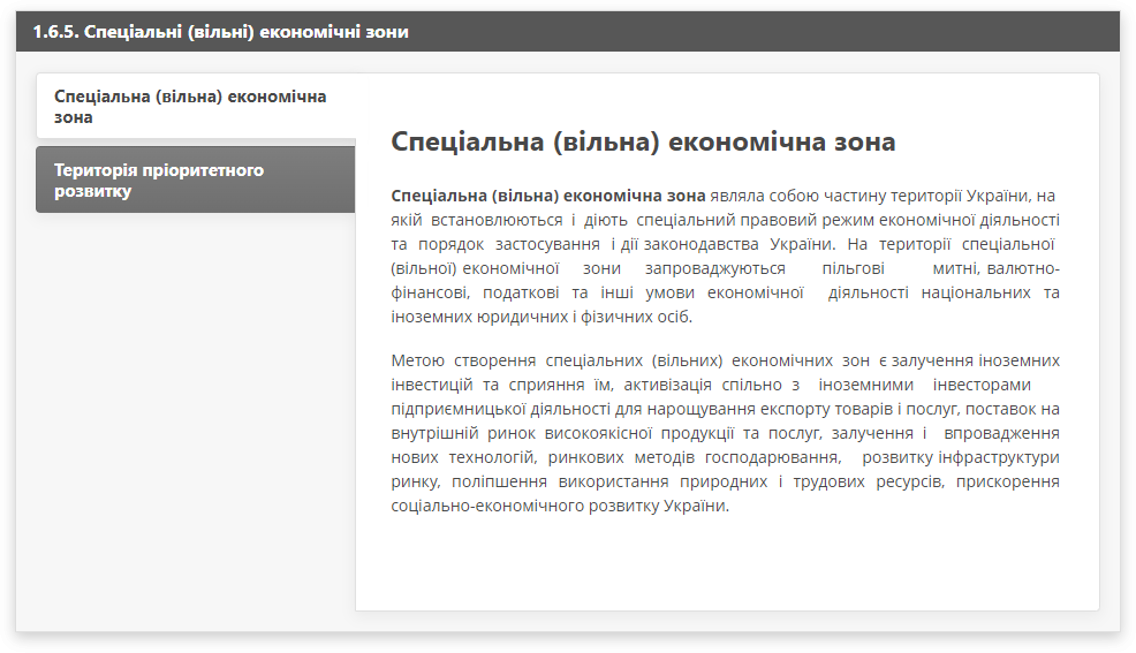 1.6.5. Спеціальні (вільні) економічні зони
Спеціальна (вільна) економічна
зона
Територія пріоритетного
розвитку
Спеціальна (вільна) економічна зона
Спеціальна (вільна) економічна зона являла собою частину території України, на
якій встановлюються і діють спеціальний правовий режим економічної діяльності
та порядок застосування і дії законодавства України. На території спеціальної
(вільної) економічної зони запроваджуються пільгові митні, валютно-
фінансові, податкові та інші умови економічної діяльності національних та
іноземних юридичних і фізичних осіб.
Метою створення спеціальних (вільних) економічних зон є залучення іноземних
інвестицій та сприяння їм, активізація спільно з іноземними інвесторами
підприємницької діяльності для нарощування експорту товарів і послуг, поставок на
внутрішній ринок високоякісної продукції та послуг, залучення і впровадження
нових технологій, ринкових методів господарювання, розвитку інфраструктури
ринку, поліпшення використання природних і трудових ресурсів, прискорення
соціально-економічного розвитку України.